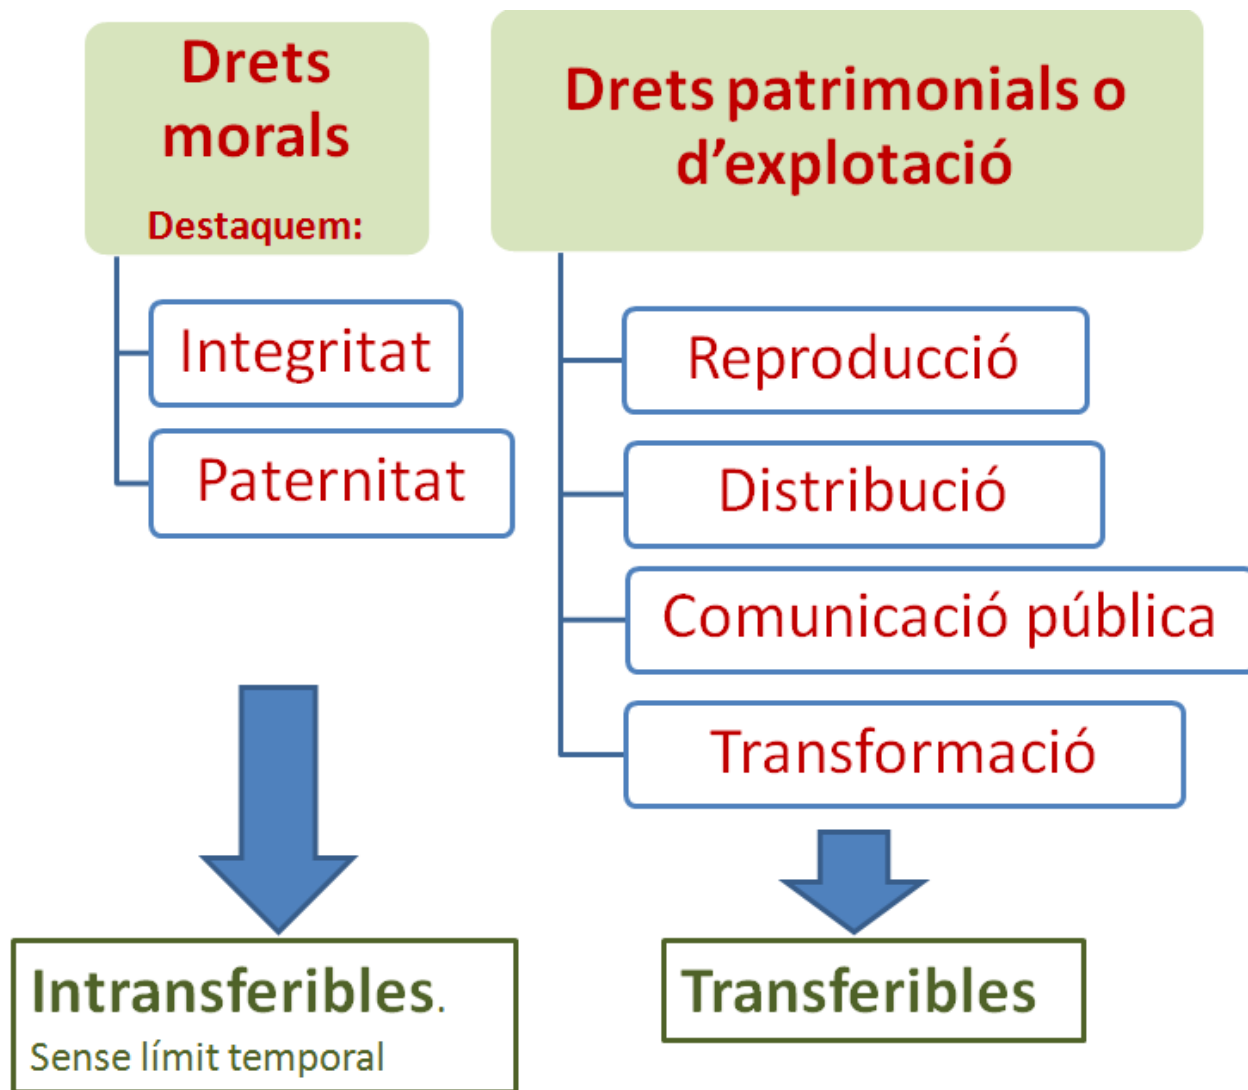 Drets
morals
Destaquem:
Integritat
Paternitat
Intransferibles.
Sense límit temporal
Drets patrimonials o
d’explotació
Reproducció
Distribució
Comunicació pública
Transformació
Transferibles